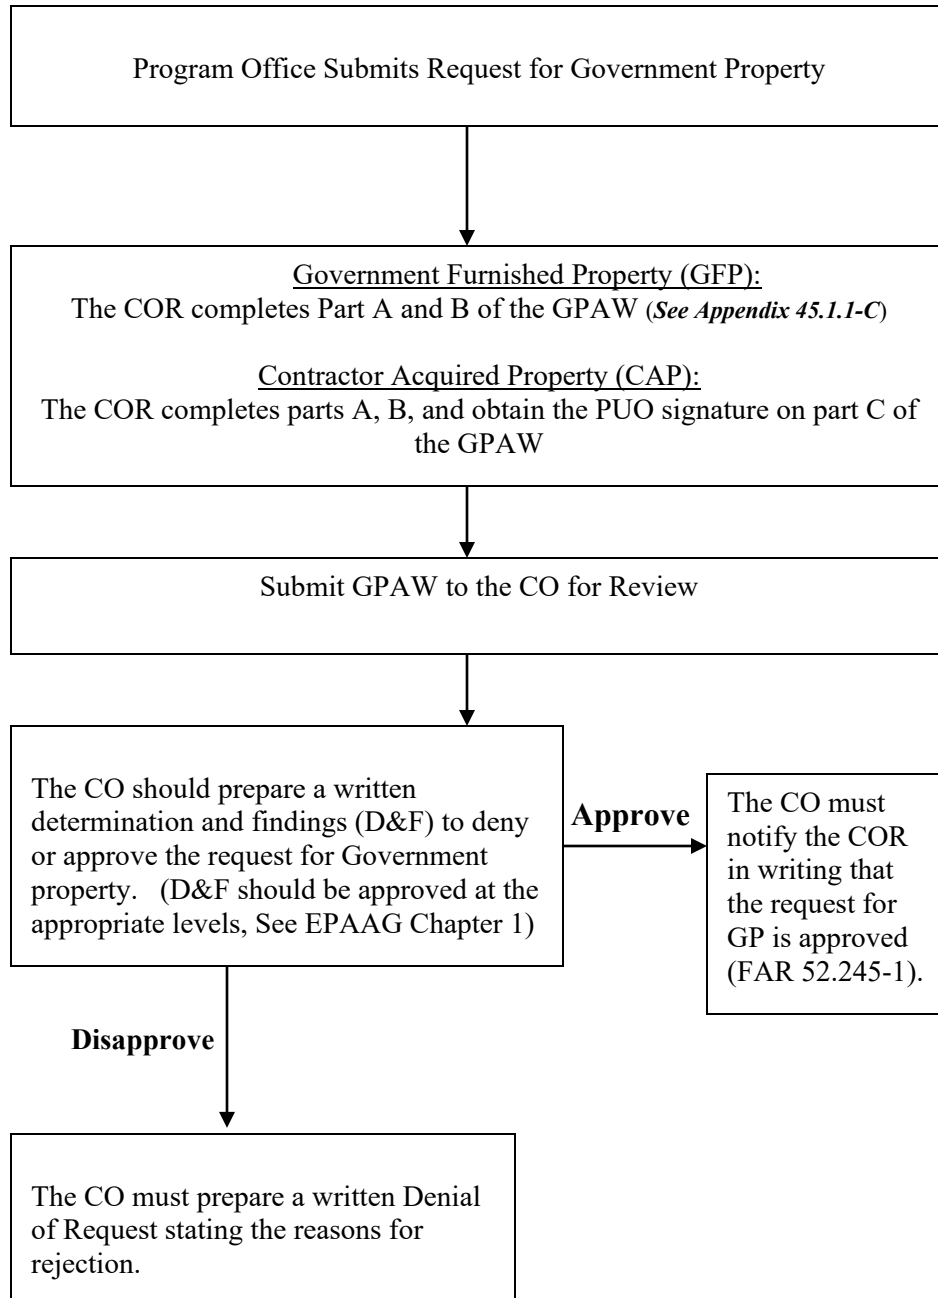 Program Office Submits Request for Government Property
Government Furnished Property (GFP):
The COR completes Part A and B of the GPAW (See Appendix 45.1.1-C)
Contractor Acquired Property (CAP):
The COR completes parts A, B, and obtain the PUO signature on part C of
the GPAW
Submit GPAW to the CO for Review
The CO should prepare a written
determination and findings (D&F) to deny
or approve the request for Government
property.   (D&F should be approved at the
appropriate levels, See EPAAG Chapter 1)
Approve
The CO must
notify the COR
in writing that
the request for
GP is approved
(FAR 52.245-1).
Disapprove
The CO must prepare a written Denial
of Request stating the reasons for
rejection.